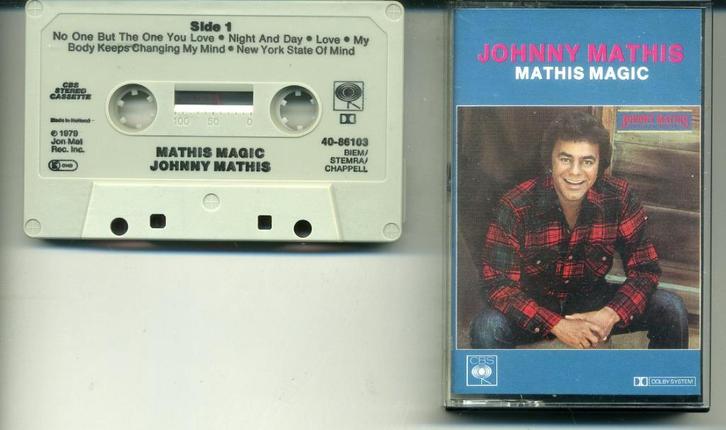 Side 1
No One But The One You Love • Night And Day • Love • My
Body Keeps Changing My Mind • New York State Of Mind
CBS
STEREO
CASSETTE
Made in Holland
℗ 1979
Jon Mat
Rec. Inc.
100 50 0
40-86103
BIEM/
STEMRA/
CHAPPELL
MATHIS MAGIC
JOHNNY MATHIS
JOHNNY MATHIS
MATHIS MAGIC
JOHNNY MATHIS
CBS
DOLBY SYSTEM